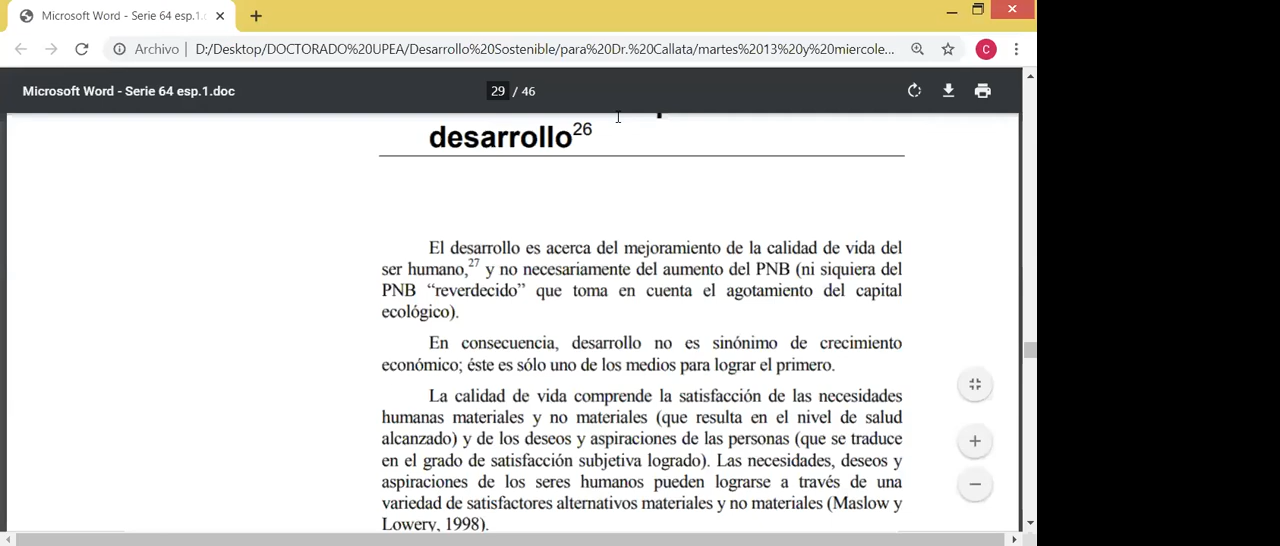 Microsoft Word - Serie 64 esp.1.
Archivo D:/Desktop/DOCTORADO%20UPEA/Desarrollo%20Sostenible/para%20Dr.%20Callata/martes%2013%20y%20miercole... C
Microsoft Word - Serie 64 esp.1.doc 29 / 46
desarrollo26
El desarrollo es acerca del mejoramiento de la calidad de vida del
ser humano,27 y no necesariamente del aumento del PNB (ni siquiera del
PNB “reverdecido” que toma en cuenta el agotamiento del capital
ecológico).
En consecuencia, desarrollo no es sinónimo de crecimiento
económico; éste es sólo uno de los medios para lograr el primero.
La calidad de vida comprende la satisfacción de las necesidades
humanas materiales y no materiales (que resulta en el nivel de salud
alcanzado) y de los deseos y aspiraciones de las personas (que se traduce
en el grado de satisfacción subjetiva logrado). Las necesidades, deseos y
aspiraciones de los seres humanos pueden lograrse a través de una
variedad de satisfactores alternativos materiales y no materiales (Maslow y
Lowery, 1998).